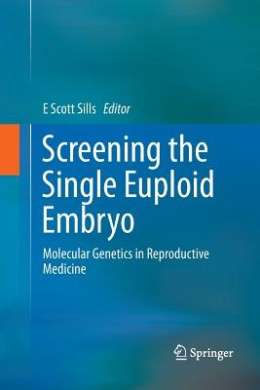 E Scott Sills Editor
Screening the
Single Euploid
Embryo
Molecular Genetics in Reproductive
Medicine
Springer